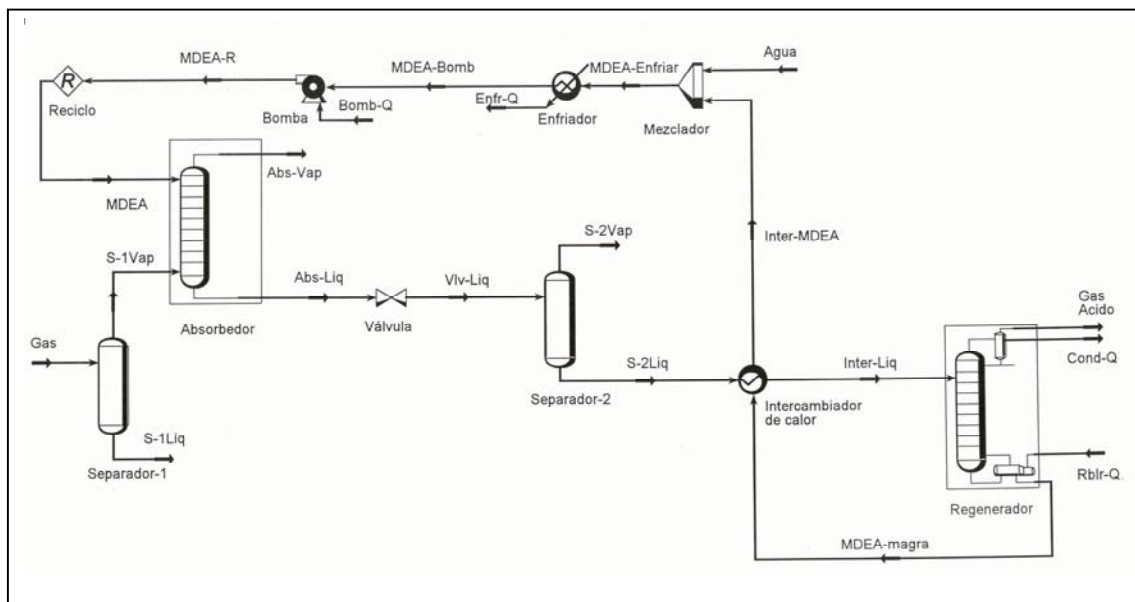 Agua
MDEA-R
MDEA-Bomb
MDEA-Enfriar
R
Reciclo
Bomba
Bomb-Q
Enfr-Q
Enfriador
Mezclador
Abs-Vap
MDEA
S-1Vap
S-2Vap
Inter-MDEA
Abs-Liq
Vlv-Liq
Absorbedor
Válvula
Gas
Gas
Acido
Cond-Q
S-2Liq
Inter-Liq
Separador-2
Intercambiador
de calor
S-1Liq
Separador-1
Rblr-Q.
Regenerador
MDEA-magra